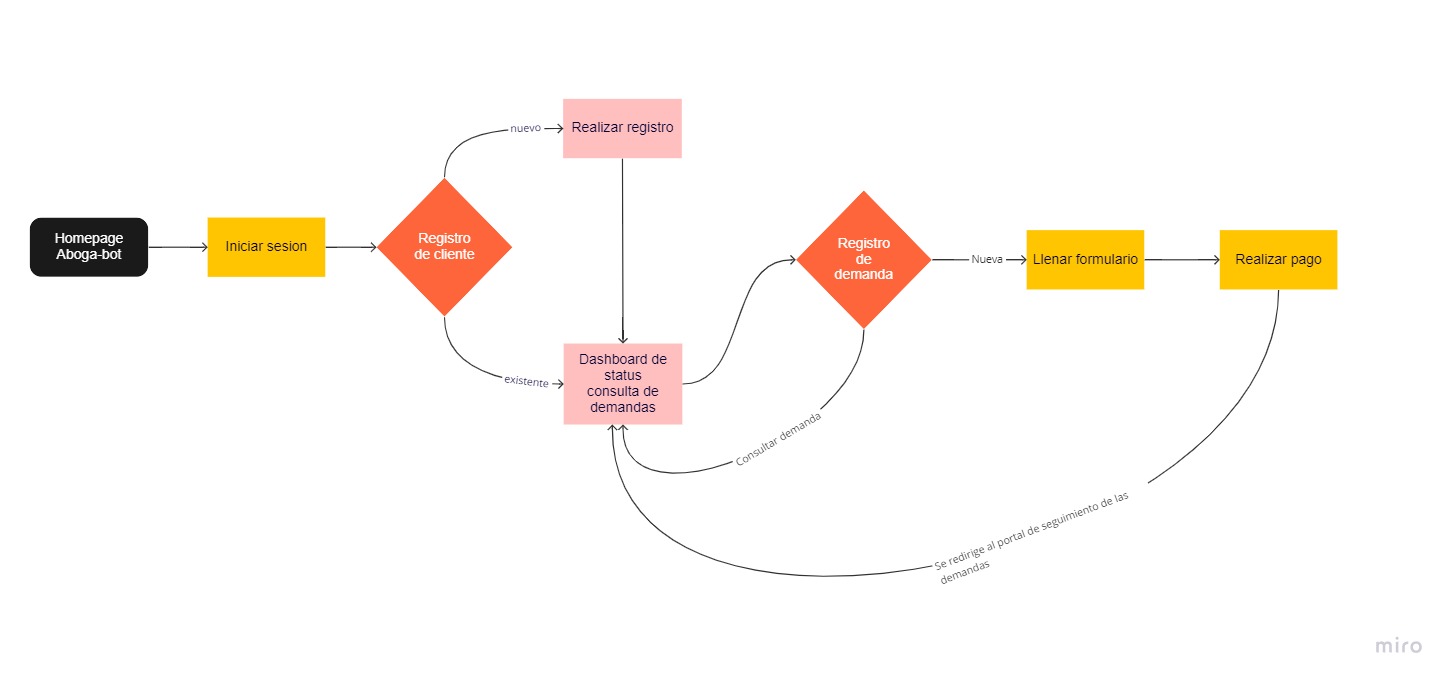 Homepage
Aboga-bot
Iniciar sesion
Registro
de cliente
nuevo
Realizar registro
existente
Dashboard de
status
consulta de
demandas
Registro
de
demanda
Nueva
Llenar formulario
Realizar pago
Consultar demanda
Se redirige al portal de seguimiento de las
demandas
miro